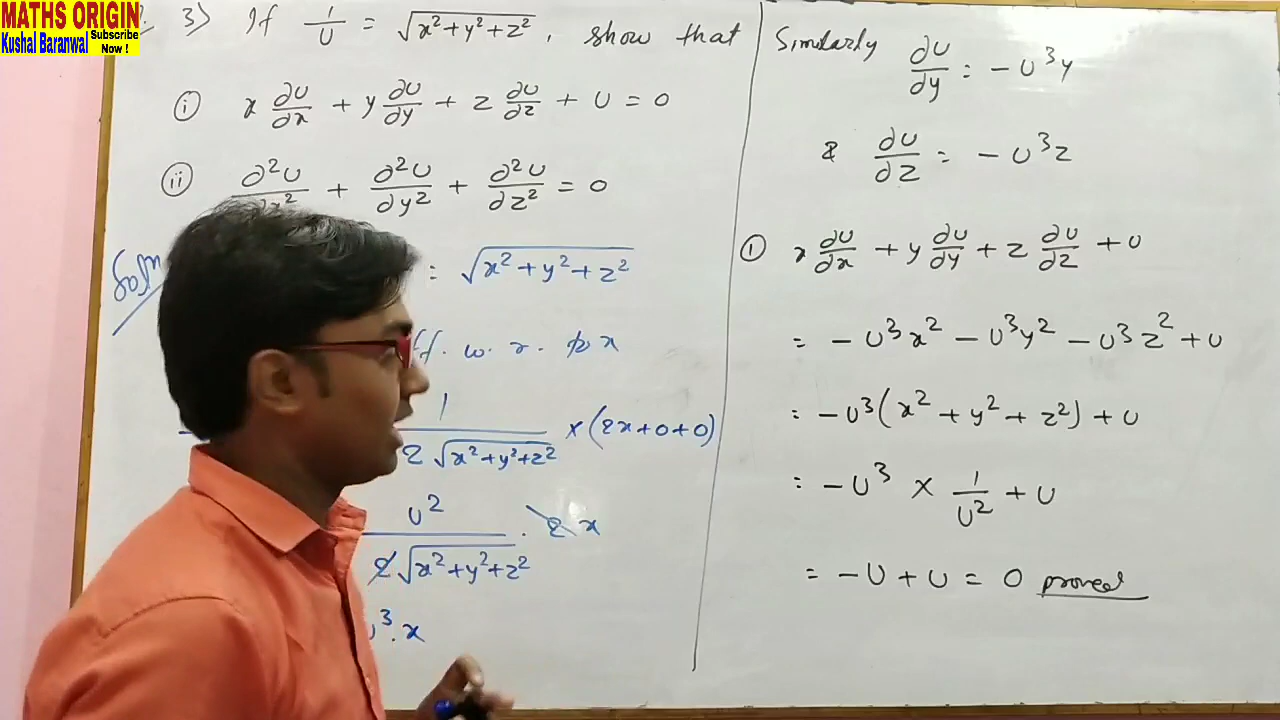 MATHS ORIGIN
Kushal Baranwal Subscribe Now !
3) If 1/U = √(x²+y²+z²), show that
(i) x ∂U/∂x + y ∂U/∂y + z ∂U/∂z + U = 0
(ii) ∂²U/∂x² + ∂²U/∂y² + ∂²U/∂z² = 0
= √(x²+y²+z²)
w. r. to x
1/(2√(x²+y²+z²)) × (2x+0+0)
U²/(2√(x²+y²+z²)) · 2x
U³·x
Similarly ∂U/∂y = -U³y
& ∂U/∂z = -U³z
(1) x ∂U/∂x + y ∂U/∂y + z ∂U/∂z + U
= -U³x² - U³y² - U³z² + U
= -U³(x² + y² + z²) + U
= -U³ × 1/U² + U
= -U + U = 0 proved